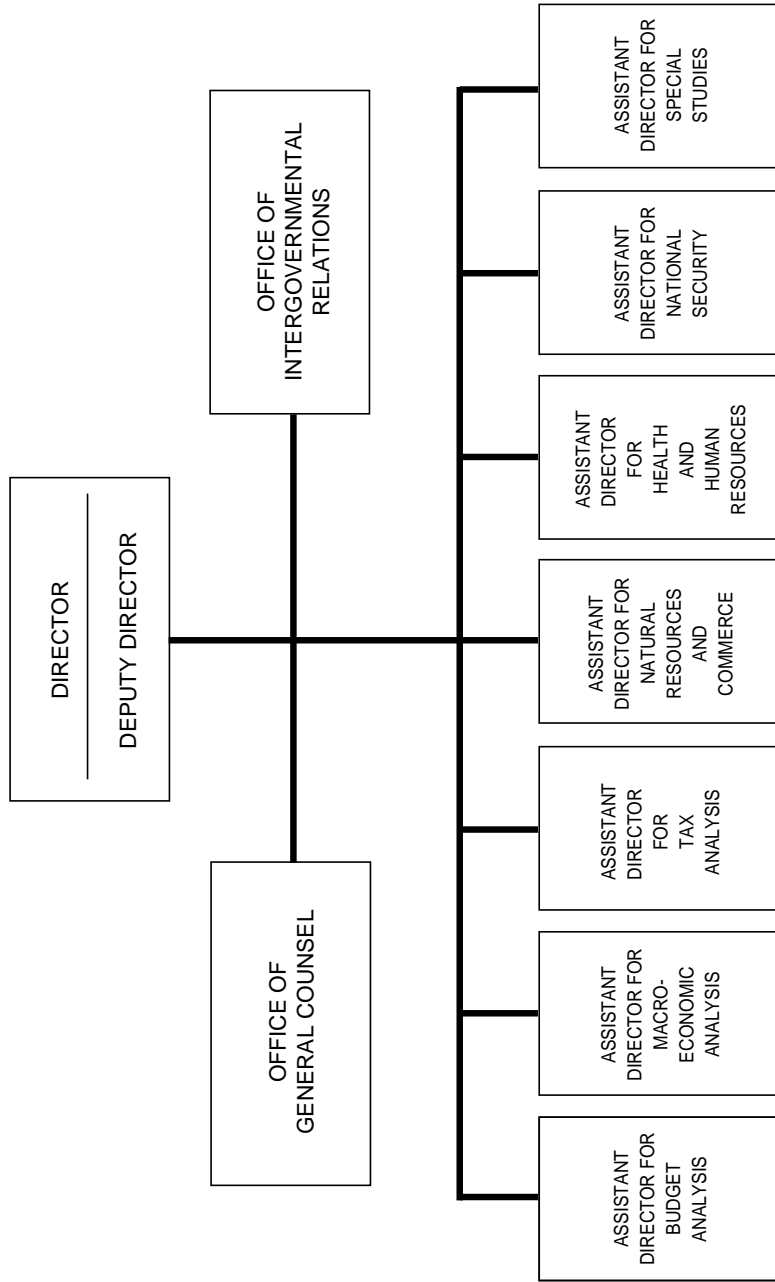 DIRECTOR
DEPUTY DIRECTOR
OFFICE OF
GENERAL COUNSEL
OFFICE OF
INTERGOVERNMENTAL
RELATIONS
ASSISTANT
DIRECTOR FOR
BUDGET
ANALYSIS
ASSISTANT
DIRECTOR FOR
MACRO-
ECONOMIC
ANALYSIS
ASSISTANT
DIRECTOR
FOR
TAX
ANALYSIS
ASSISTANT
DIRECTOR FOR
NATURAL
RESOURCES
AND
COMMERCE
ASSISTANT
DIRECTOR
FOR
HEALTH
AND
HUMAN
RESOURCES
ASSISTANT
DIRECTOR FOR
NATIONAL
SECURITY
ASSISTANT
DIRECTOR FOR
SPECIAL
STUDIES